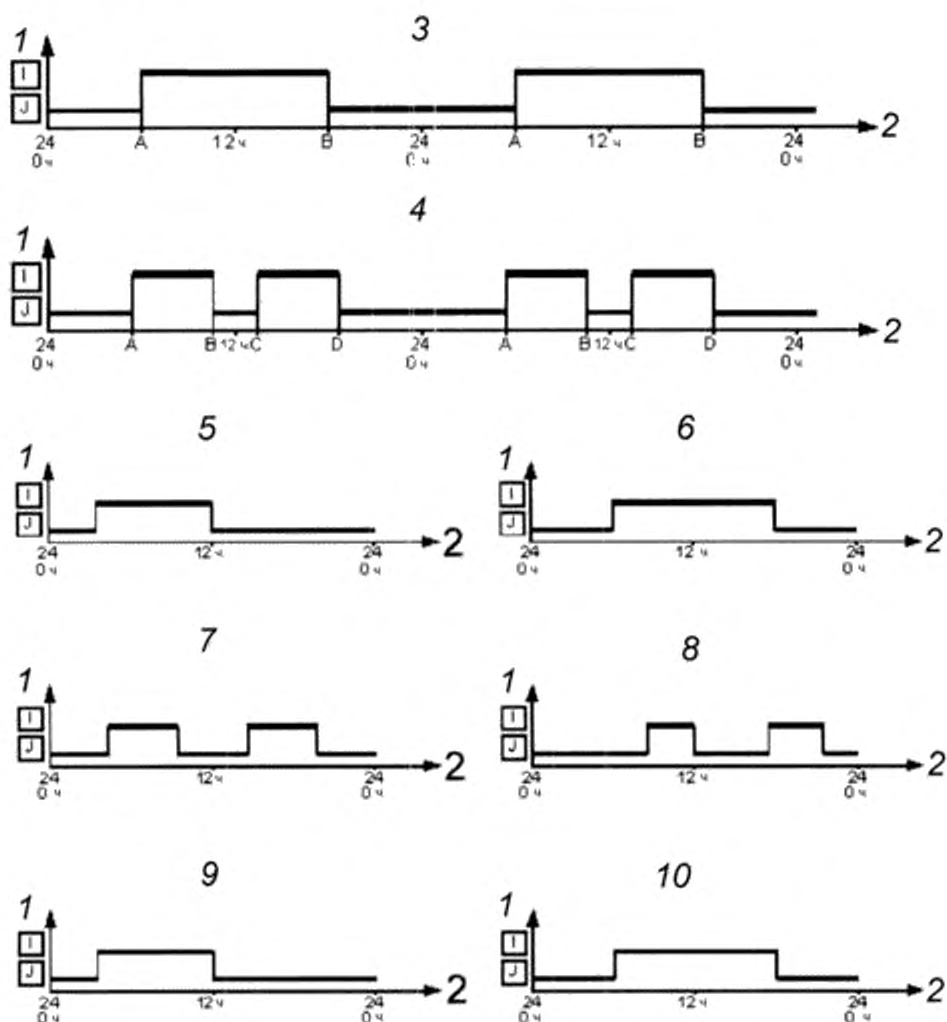 3
1
I
J
2
24 A 12 ч B 24 A 12 ч B 24
0 ч 0 ч 0 ч
4
1
I
J
2
24 A B 12 ч C D 24 A B 12 ч C D 24
0 ч 0 ч 0 ч
5 6
1 1
I I
J J
2 2
24 12 ч 24 24 12 ч 24
0 ч 0 ч 0 ч 0 ч
7 8
1 1
I I
J J
2 2
24 12 ч 24 24 12 ч 24
0 ч 0 ч 0 ч 0 ч
9 10
1 1
I I
J J
2 2
24 12 ч 24 24 12 ч 24
0 ч 0 ч 0 ч 0 ч